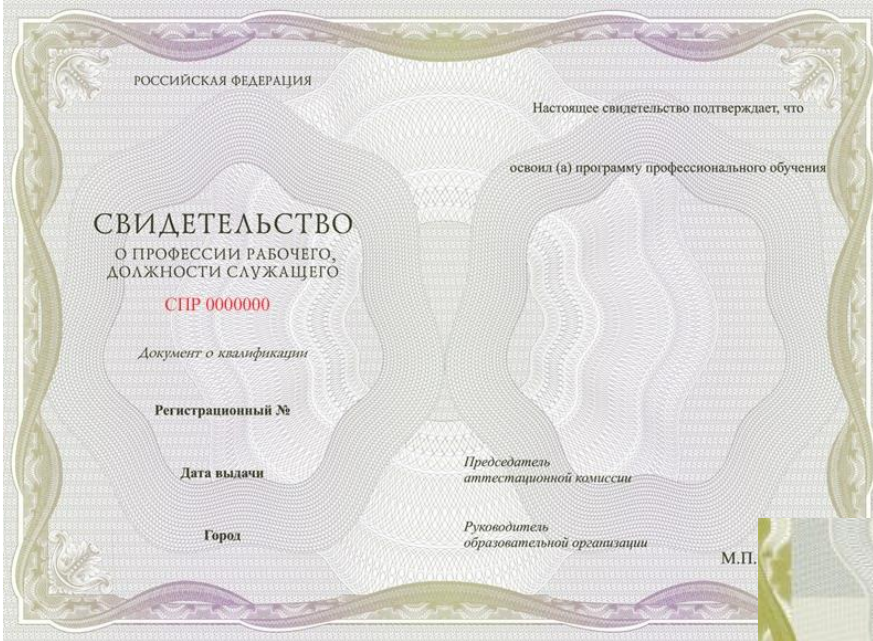 РОССИЙСКАЯ ФЕДЕРАЦИЯ
СВИДЕТЕЛЬСТВО
О ПРОФЕССИИ РАБОЧЕГО,
ДОЛЖНОСТИ СЛУЖАЩЕГО
СПР 0000000
Документ о квалификации
Регистрационный №
Дата выдачи
Город
Настоящее свидетельство подтверждает, что
освоил (а) программу профессионального обучения
Председатель
аттестационной комиссии
Руководитель
образовательной организации
М.П.